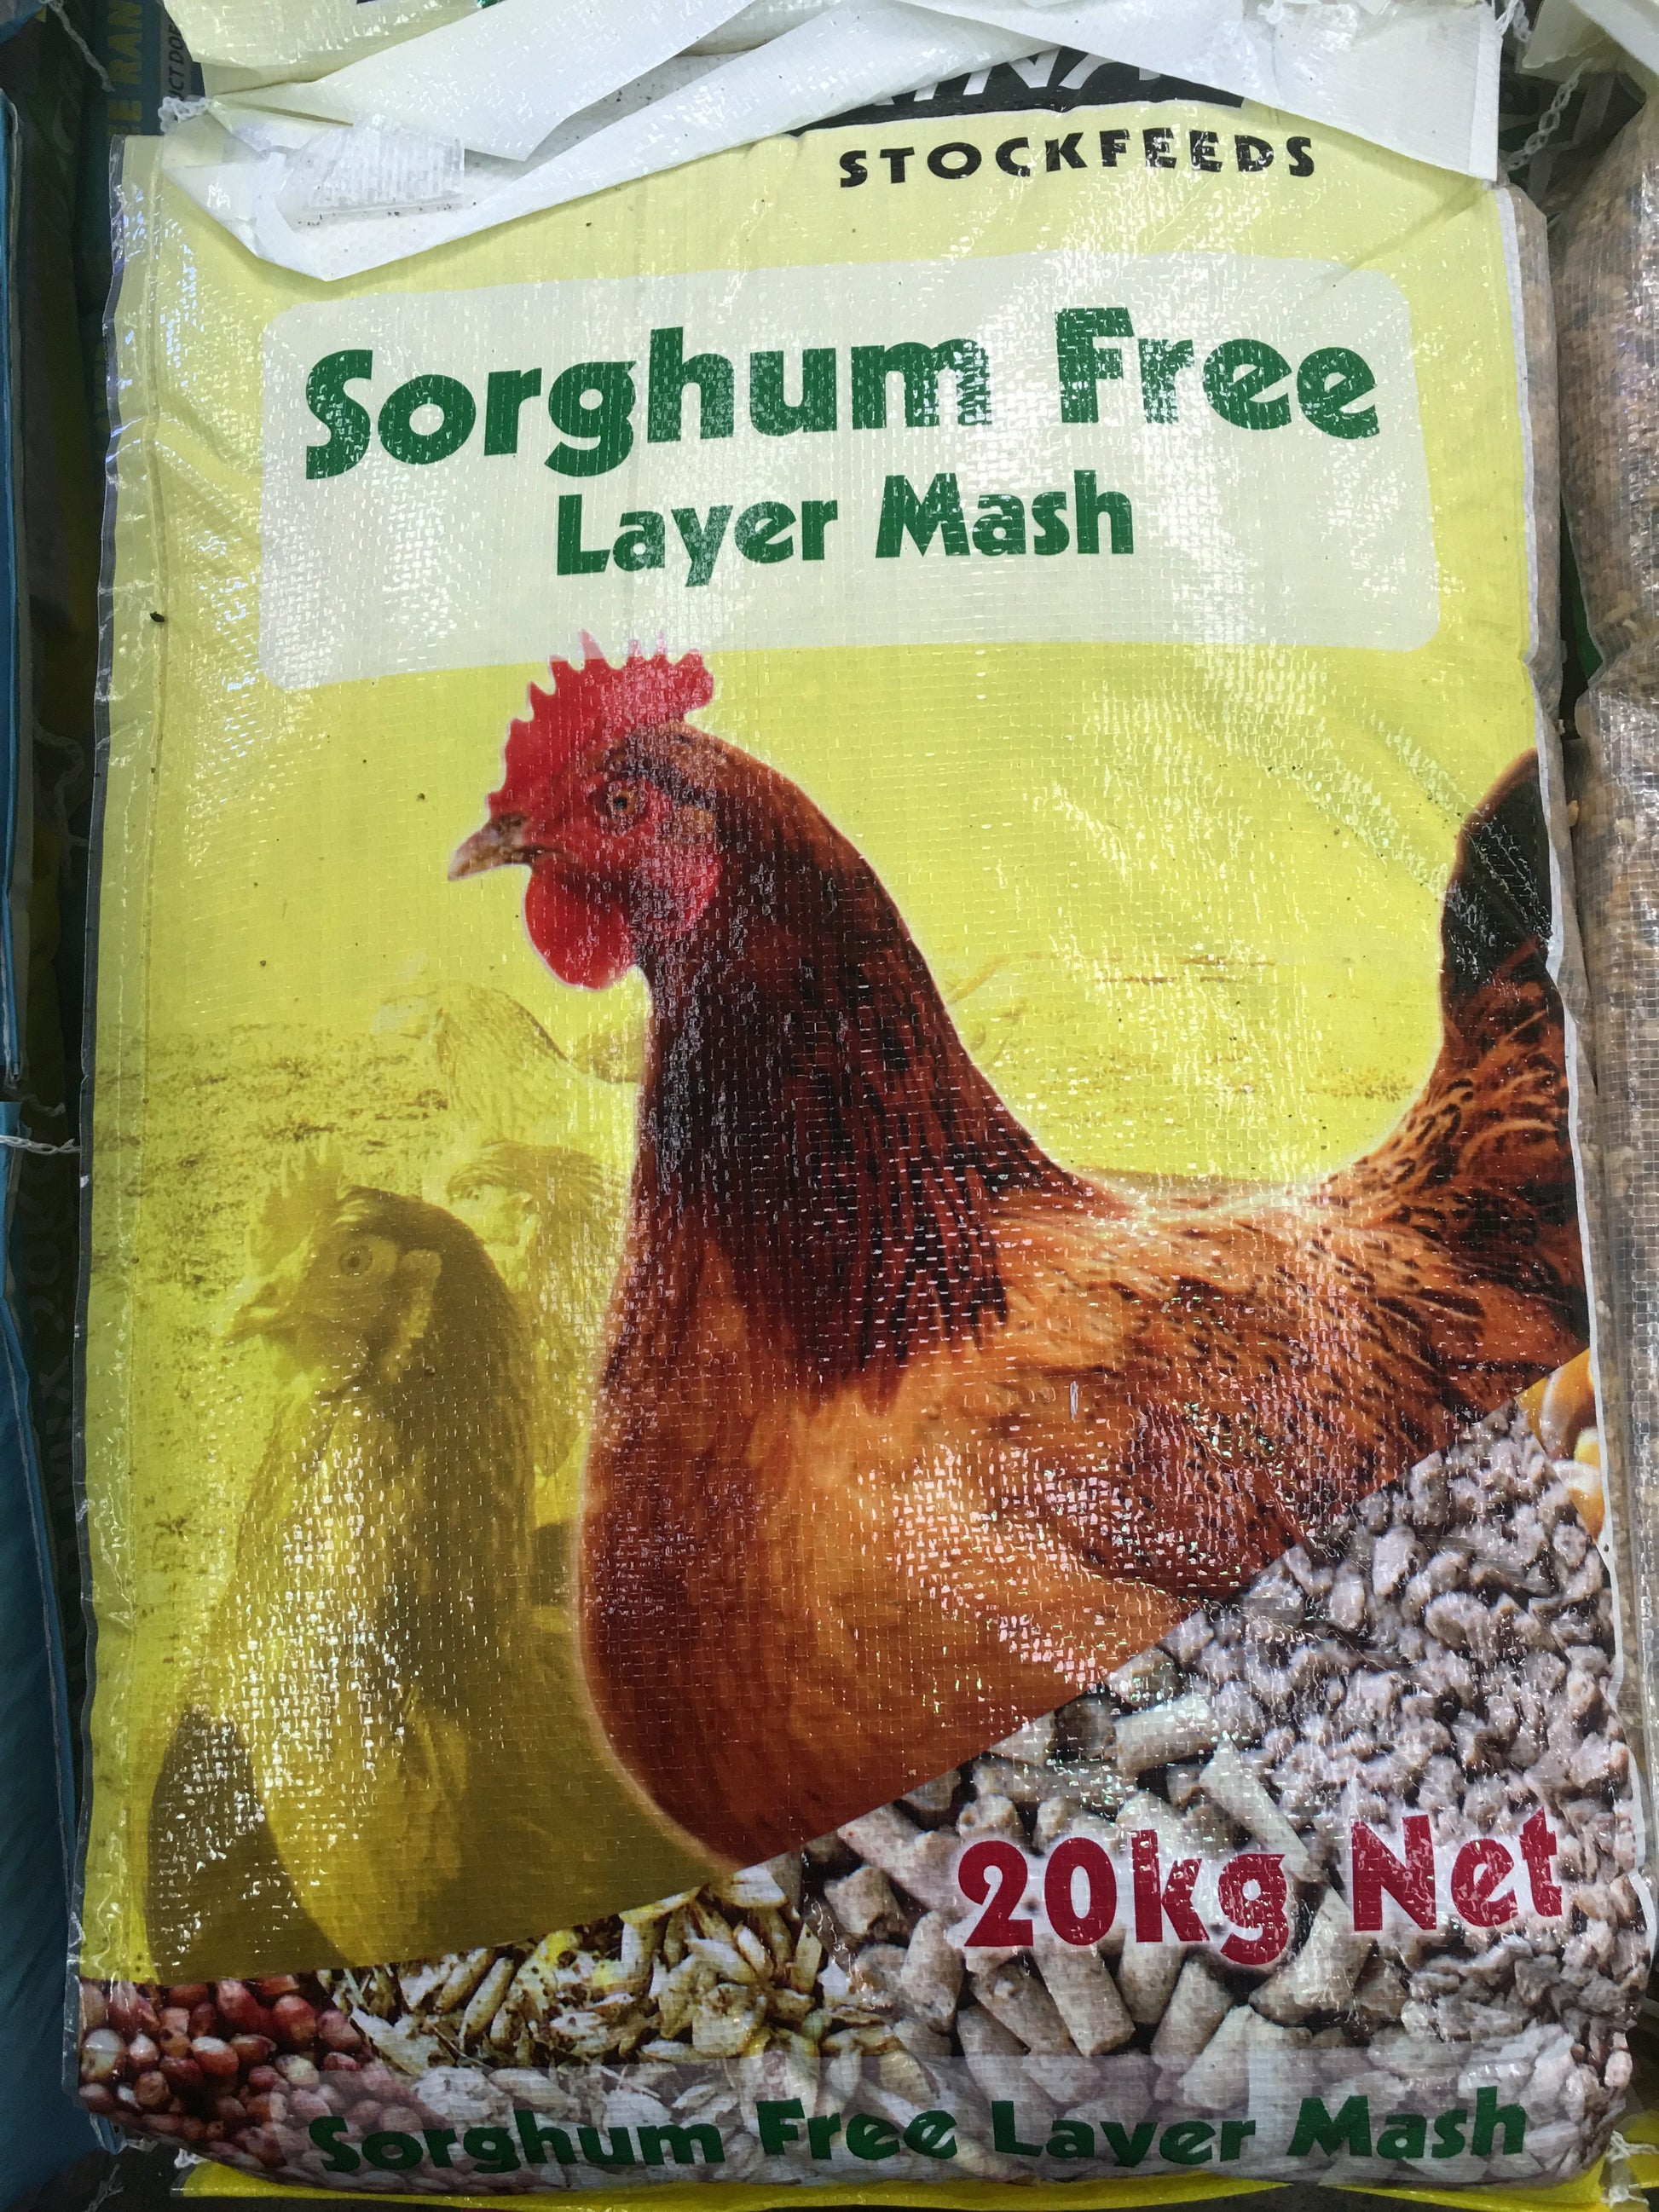 STOCKFEEDS
Sorghum Free
Layer Mash
20kg Net
Sorghum Free Layer Mash